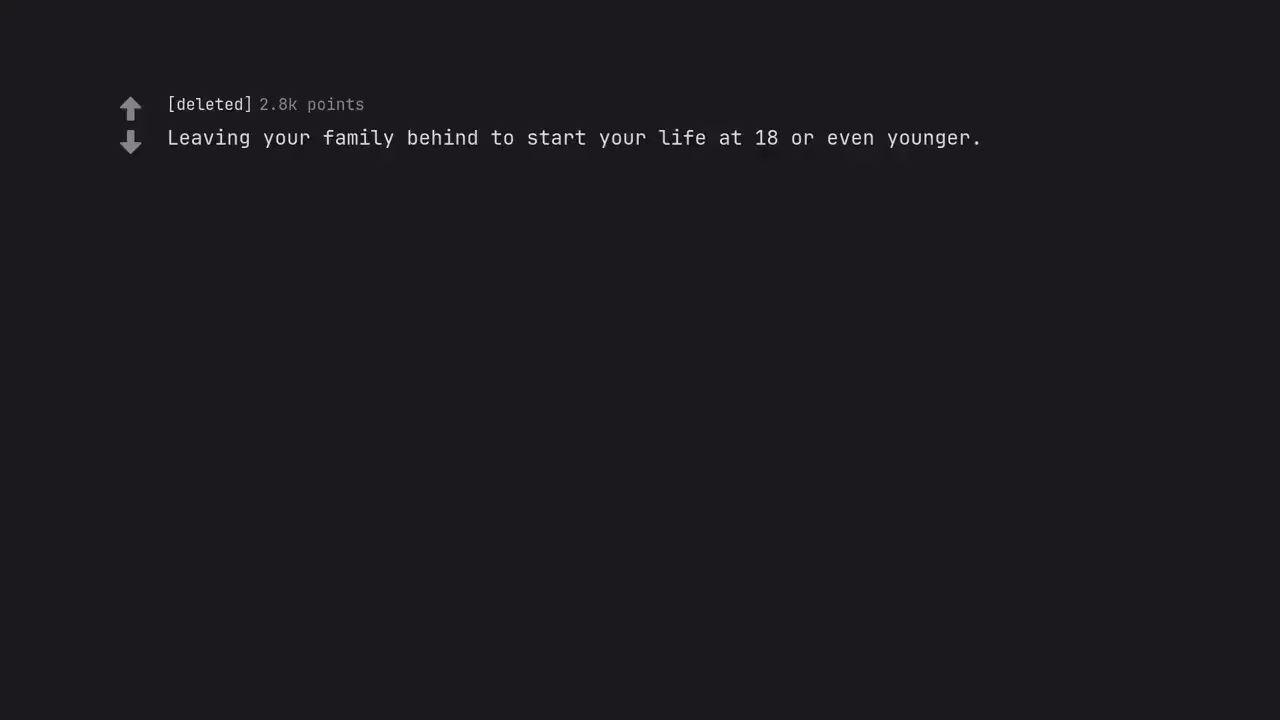 [deleted] 2.8k points
Leaving your family behind to start your life at 18 or even younger.